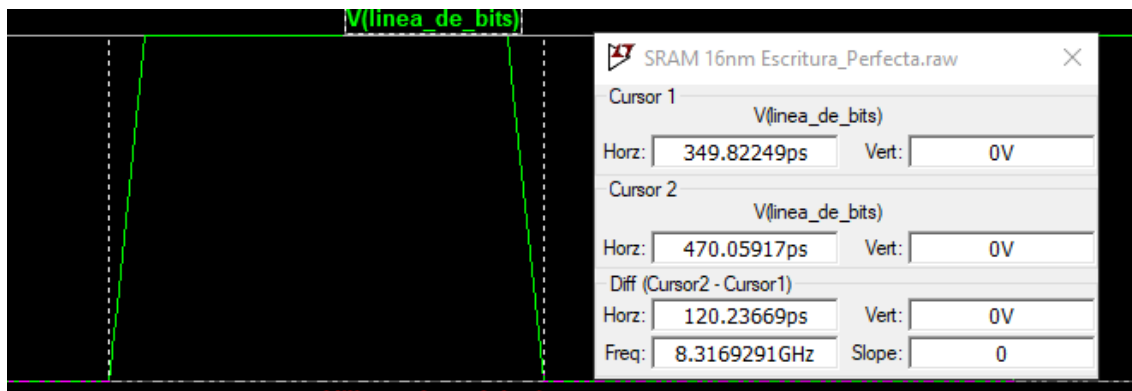 V(linea_de_bits)
SRAM 16nm Escritura_Perfecta.raw
Cursor 1
V(linea_de_bits)
Horz: 349.82249ps Vert: 0V
Cursor 2
V(linea_de_bits)
Horz: 470.05917ps Vert: 0V
Diff (Cursor2 - Cursor1)
Horz: 120.23669ps Vert: 0V
Freq: 8.3169291GHz Slope: 0